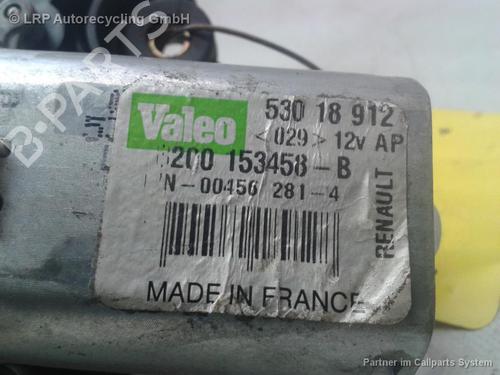 LRP Autorecycling GmbH
B-PARTS
Valeo
530 18 912
<029> 12v AP
8200 153458-B
N-00456 281-4
RENAULT
MADE IN FRANCE
Partner im Callparts System